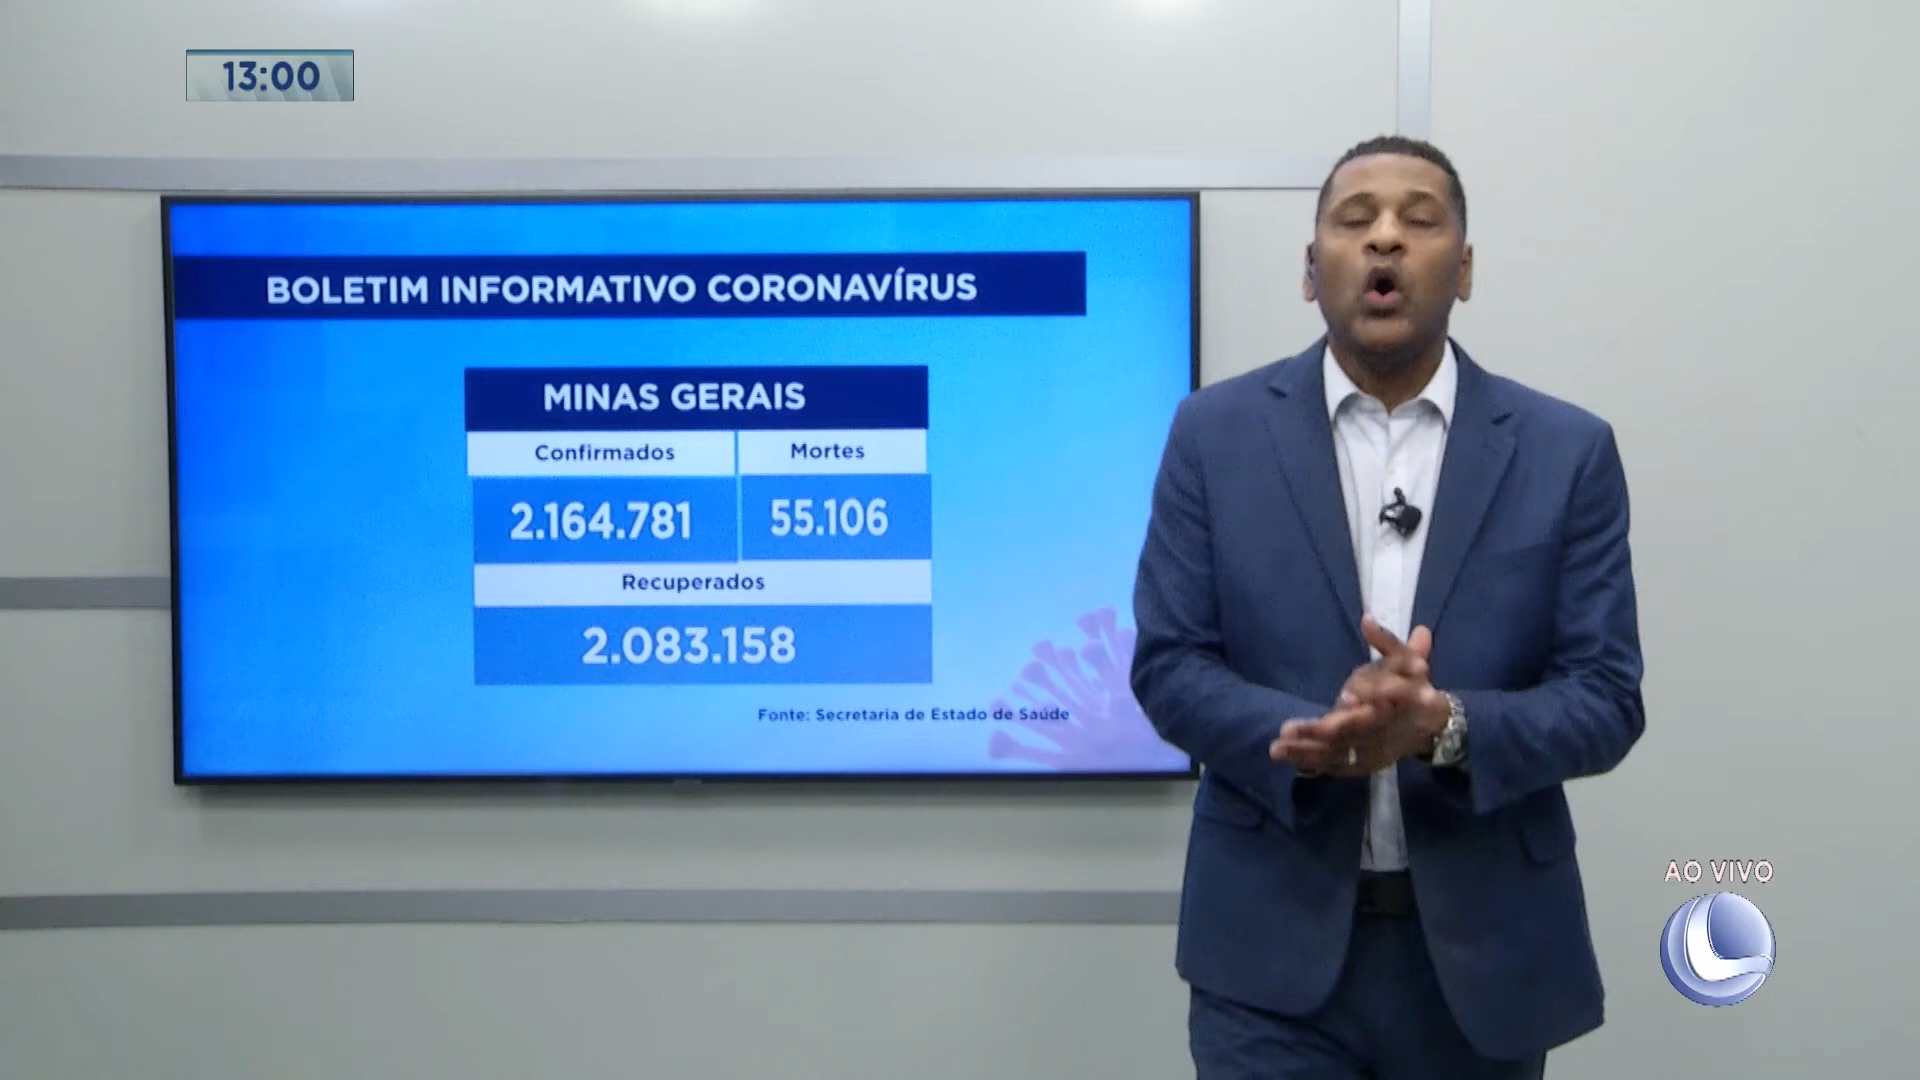 13:00
BOLETIM INFORMATIVO CORONAVÍRUS
MINAS GERAIS
Confirmados Mortes
2.164.781 55.106
Recuperados
2.083.158
Fonte: Secretaria de Estado de Saúde
AO VIVO